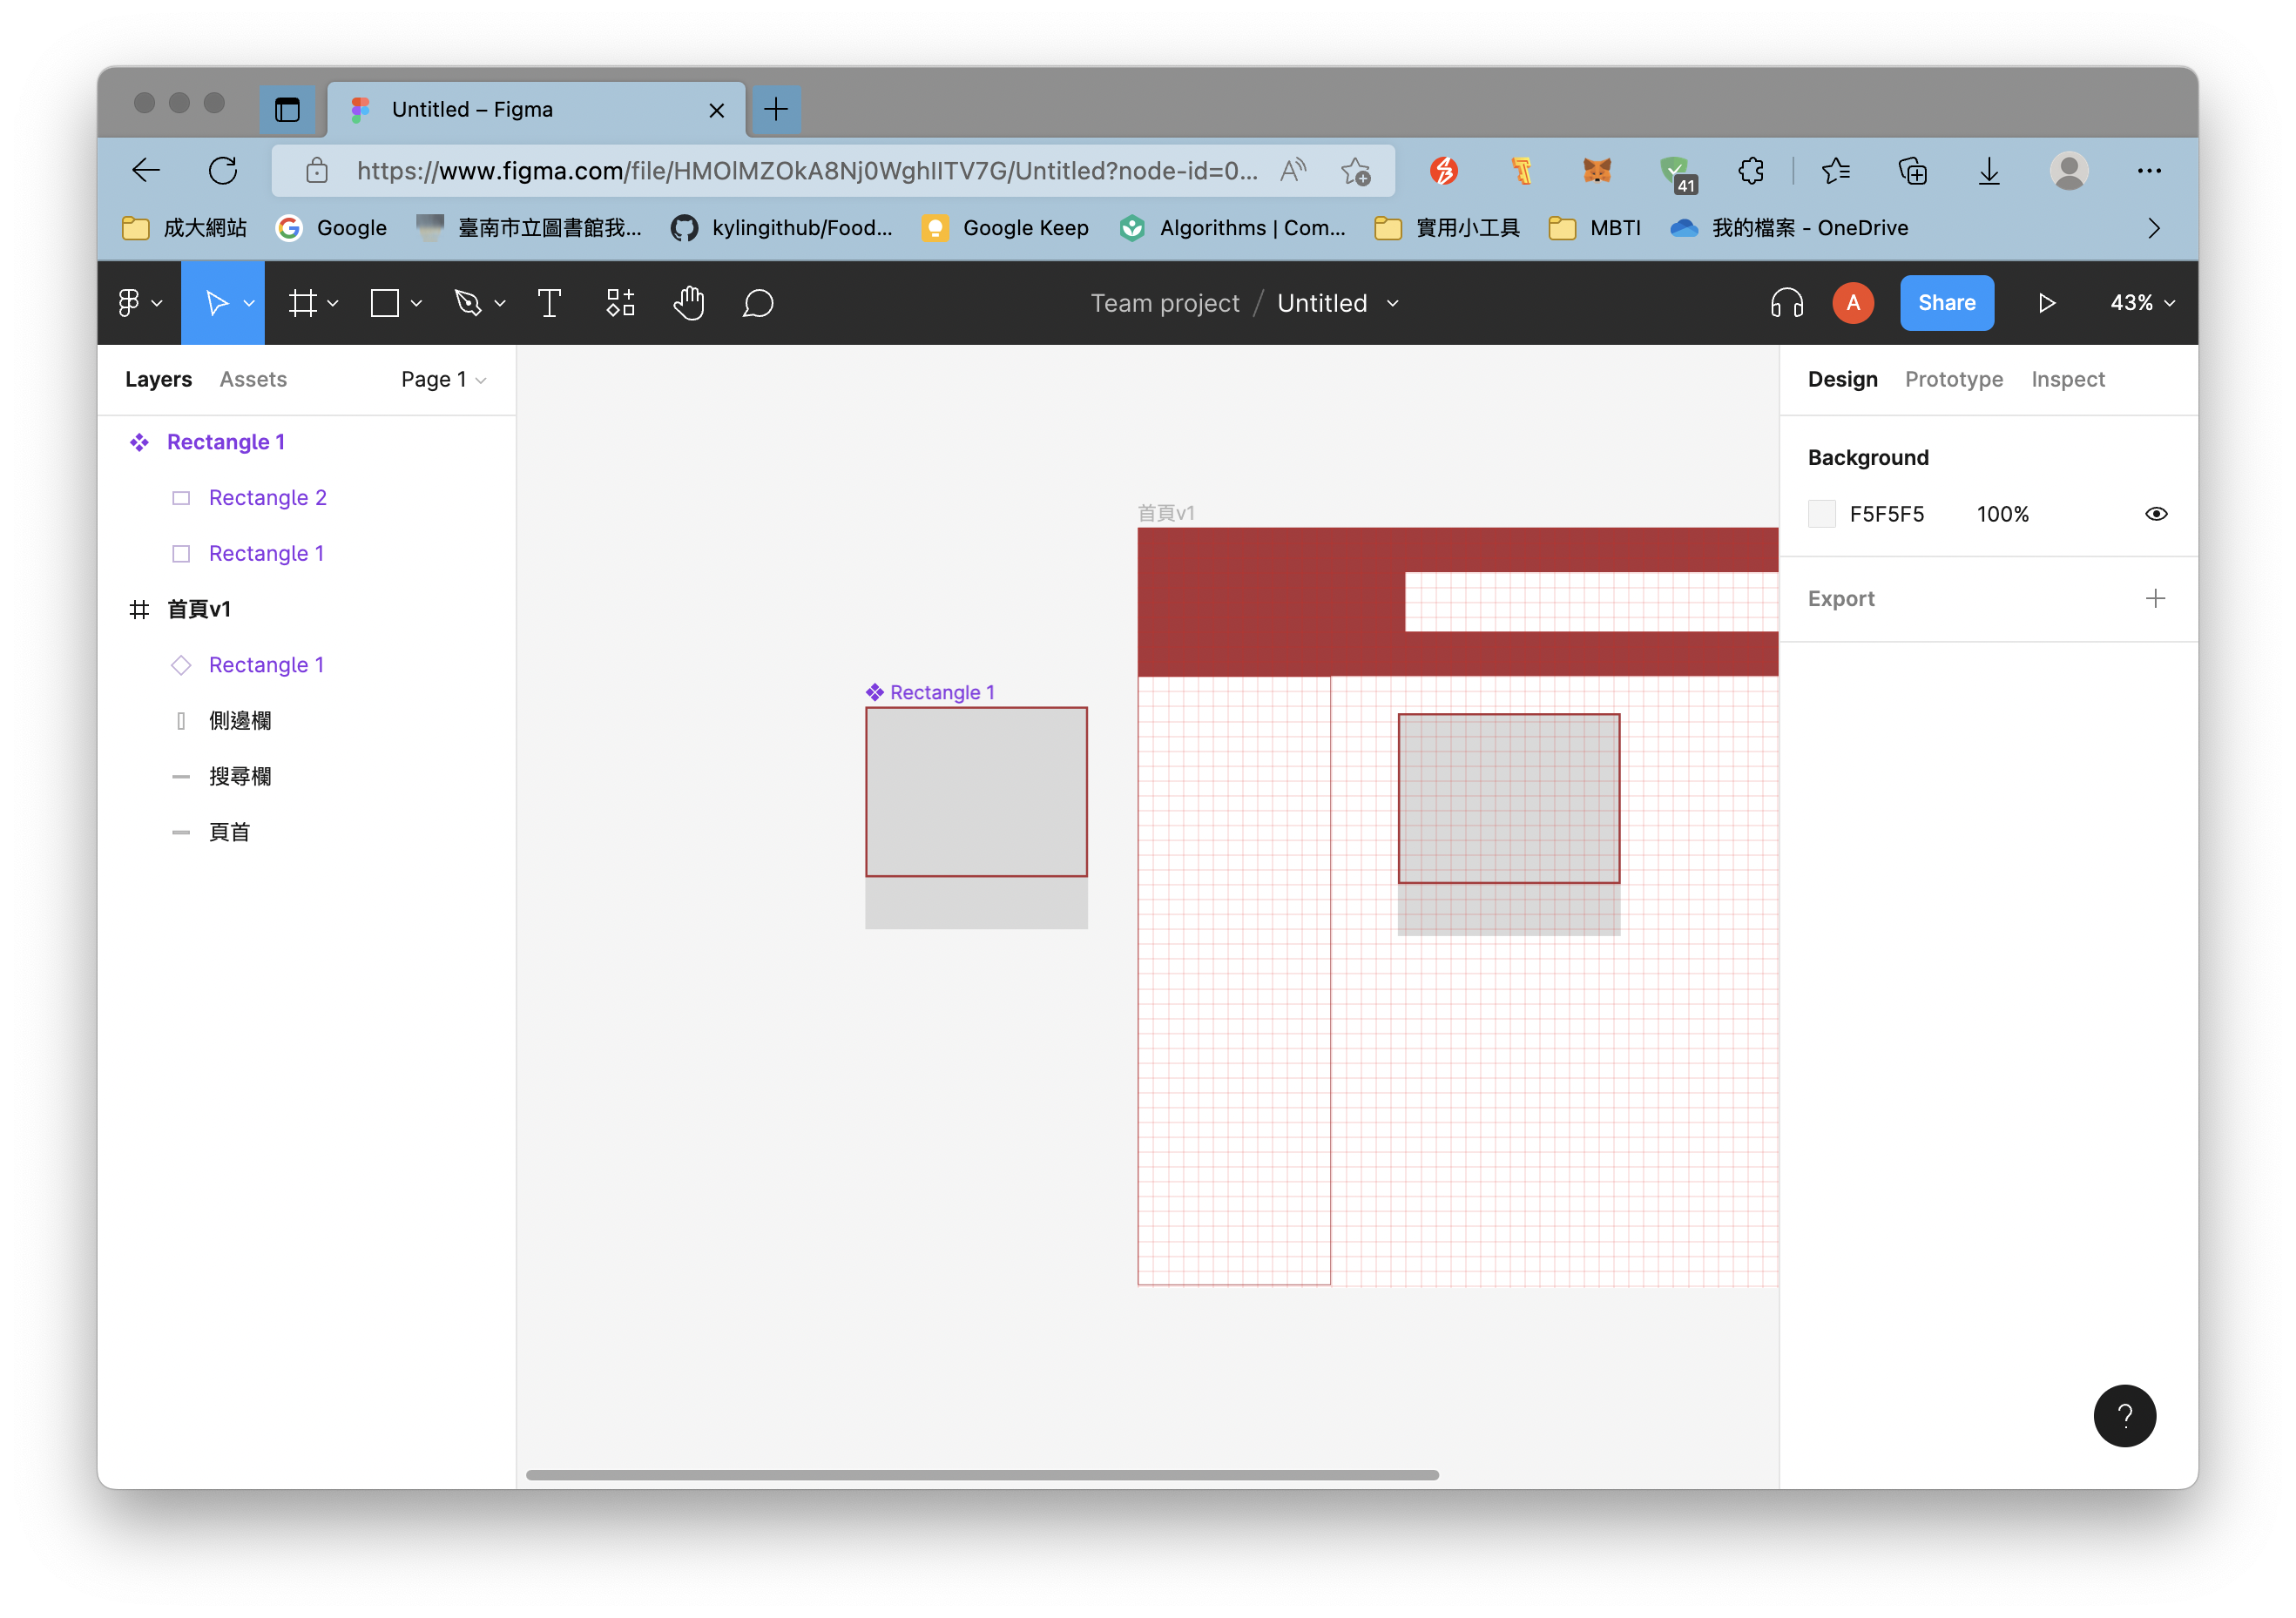 Untitled – Figma
https://www.figma.com/file/HMOlMZOkA8Nj0WghIITV7G/Untitled?node-id=0...
41
成大網站
Google
臺南市立圖書館我...
kylingithub/Food...
Google Keep
Algorithms | Com...
實用小工具
MBTI
我的檔案 - OneDrive
Team project / Untitled
A
Share
43%
Layers
Assets
Page 1
Rectangle 1
Rectangle 2
Rectangle 1
首頁v1
Rectangle 1
側邊欄
搜尋欄
頁首
首頁v1
Rectangle 1
Design
Prototype
Inspect
Background
F5F5F5
100%
Export
?